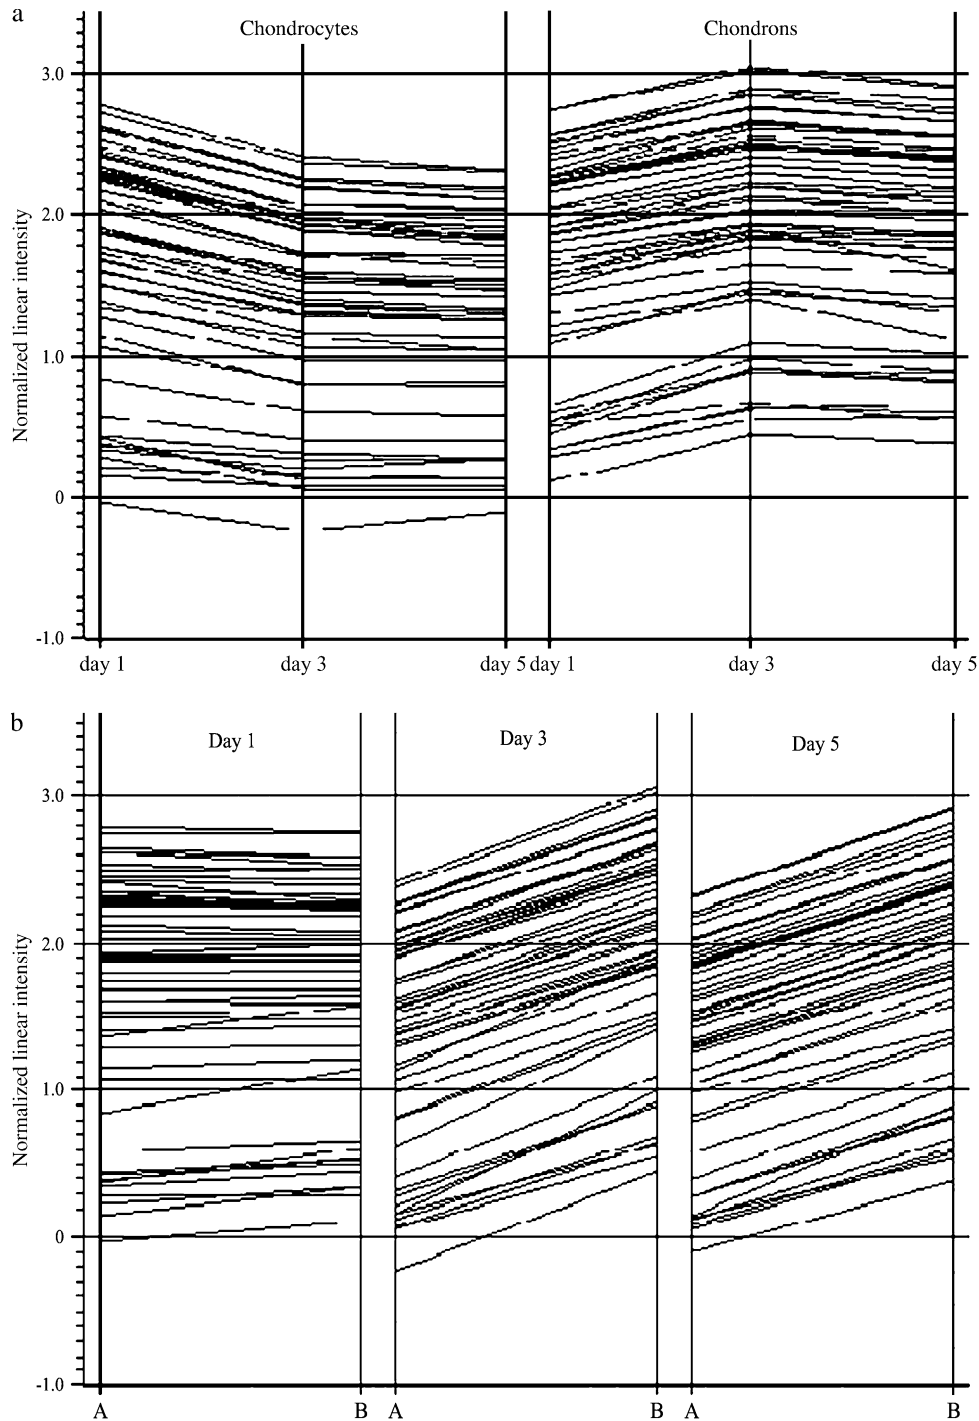 a
Chondrocytes
Chondrons
3.0
2.0
1.0
0
-1.0
Normalized linear intensity
day 1
day 3
day 5
day 1
day 3
day 5
b
Day 1
Day 3
Day 5
3.0
2.0
1.0
0
-1.0
Normalized linear intensity
A
B
A
B
A
B